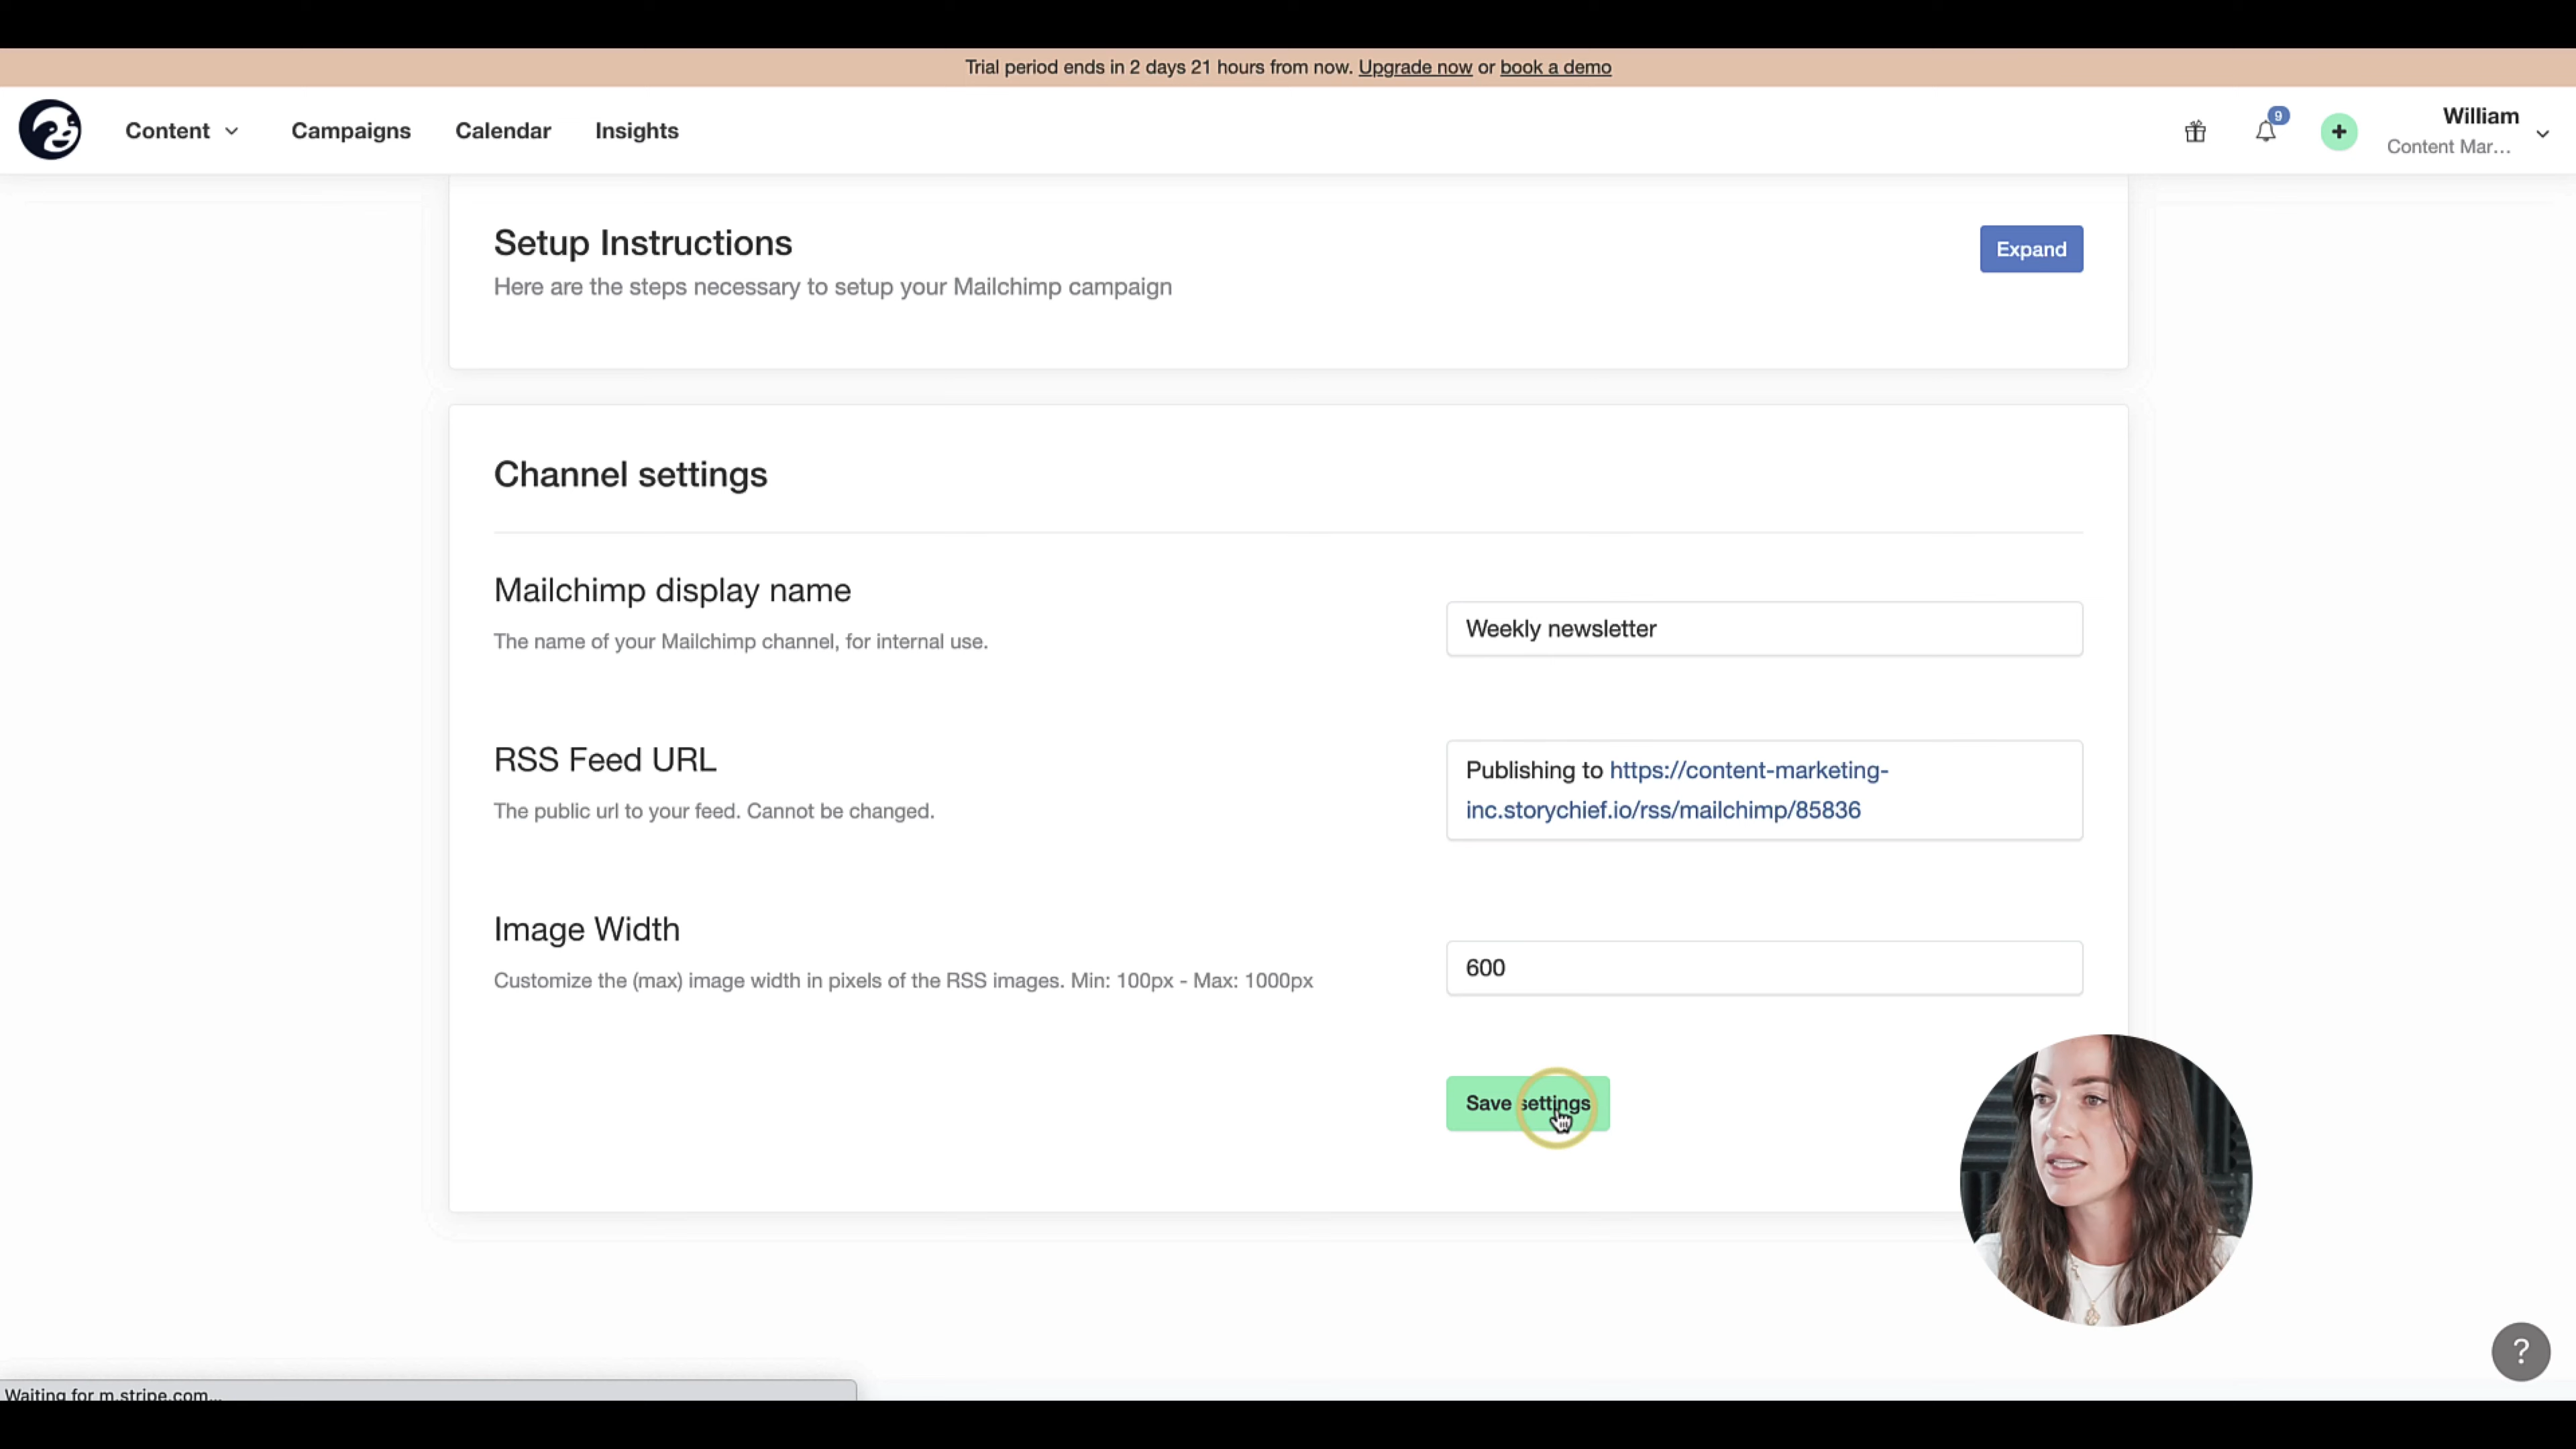 Trial period ends in 2 days 21 hours from now. Upgrade now or book a demo
Content
Campaigns
Calendar
Insights
9
+
William
Content Mar...
Setup Instructions
Expand
Here are the steps necessary to setup your Mailchimp campaign
Channel settings
Mailchimp display name
The name of your Mailchimp channel, for internal use.
Weekly newsletter
RSS Feed URL
The public url to your feed. Cannot be changed.
Publishing to https://content-marketing-
inc.storychief.io/rss/mailchimp/85836
Image Width
Customize the (max) image width in pixels of the RSS images. Min: 100px - Max: 1000px
600
Save settings
?
Waiting for m.stripe.com...